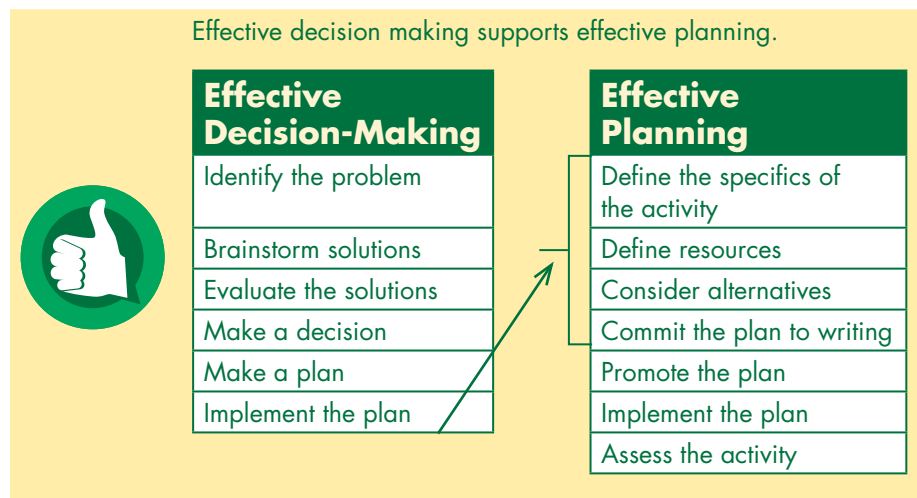 Effective decision making supports effective planning.
Effective
Decision-Making
Identify the problem
Brainstorm solutions
Evaluate the solutions
Make a decision
Make a plan
Implement the plan
Effective
Planning
Define the specifics of
the activity
Define resources
Consider alternatives
Commit the plan to writing
Promote the plan
Implement the plan
Assess the activity